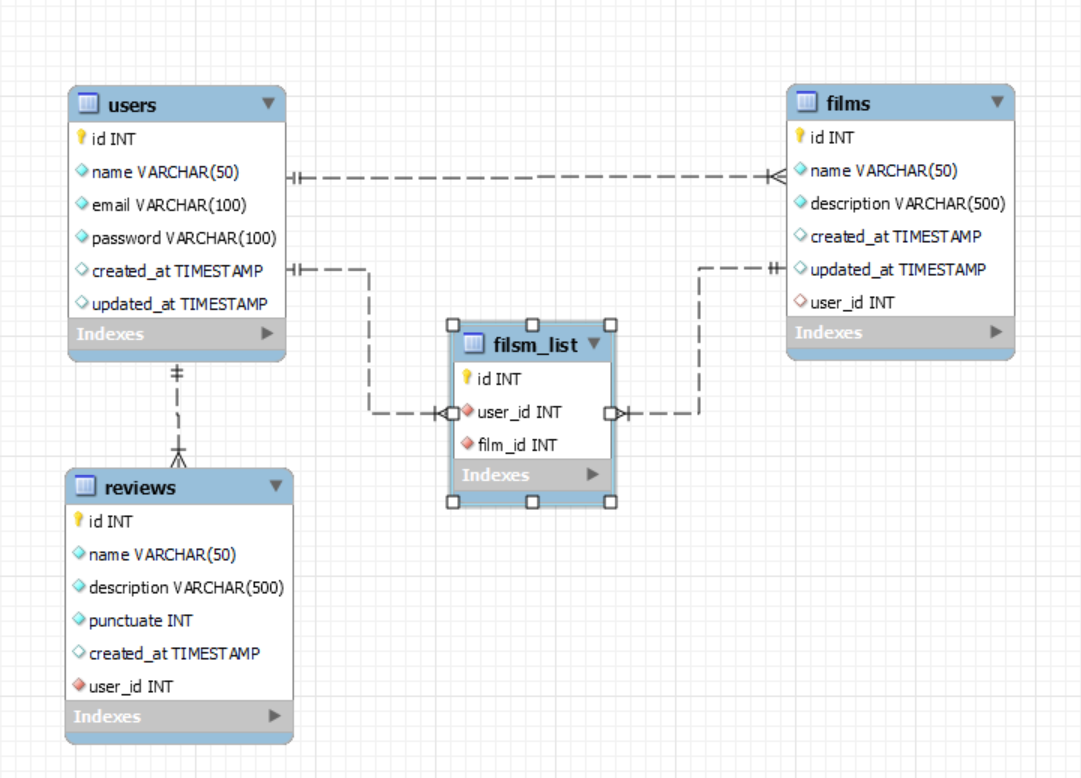 users
id INT
name VARCHAR(50)
email VARCHAR(100)
password VARCHAR(100)
created_at TIMESTAMP
updated_at TIMESTAMP
Indexes
films
id INT
name VARCHAR(50)
description VARCHAR(500)
created_at TIMESTAMP
updated_at TIMESTAMP
user_id INT
Indexes
filsm_list
id INT
user_id INT
film_id INT
Indexes
reviews
id INT
name VARCHAR(50)
description VARCHAR(500)
punctuate INT
created_at TIMESTAMP
user_id INT
Indexes